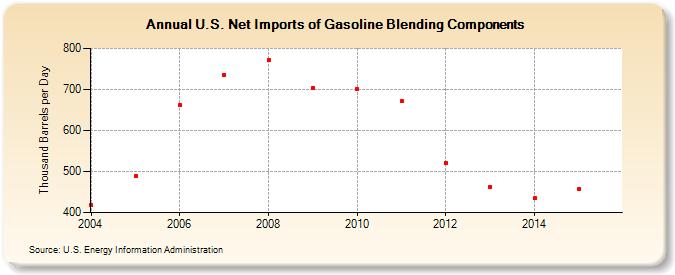 Annual U.S. Net Imports of Gasoline Blending Components
Thousand Barrels per Day
800
700
600
500
400
2004 2006 2008 2010 2012 2014
Source: U.S. Energy Information Administration